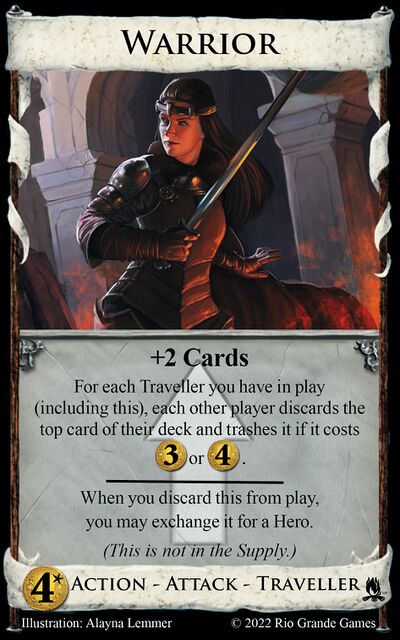 WARRIOR
+2 Cards
For each Traveller you have in play
(including this), each other player discards the
top card of their deck and trashes it if it costs
3 or 4.
When you discard this from play,
you may exchange it for a Hero.
(This is not in the Supply.)
4* ACTION - ATTACK - TRAVELLER
Illustration: Alayna Lemmer © 2022 Rio Grande Games